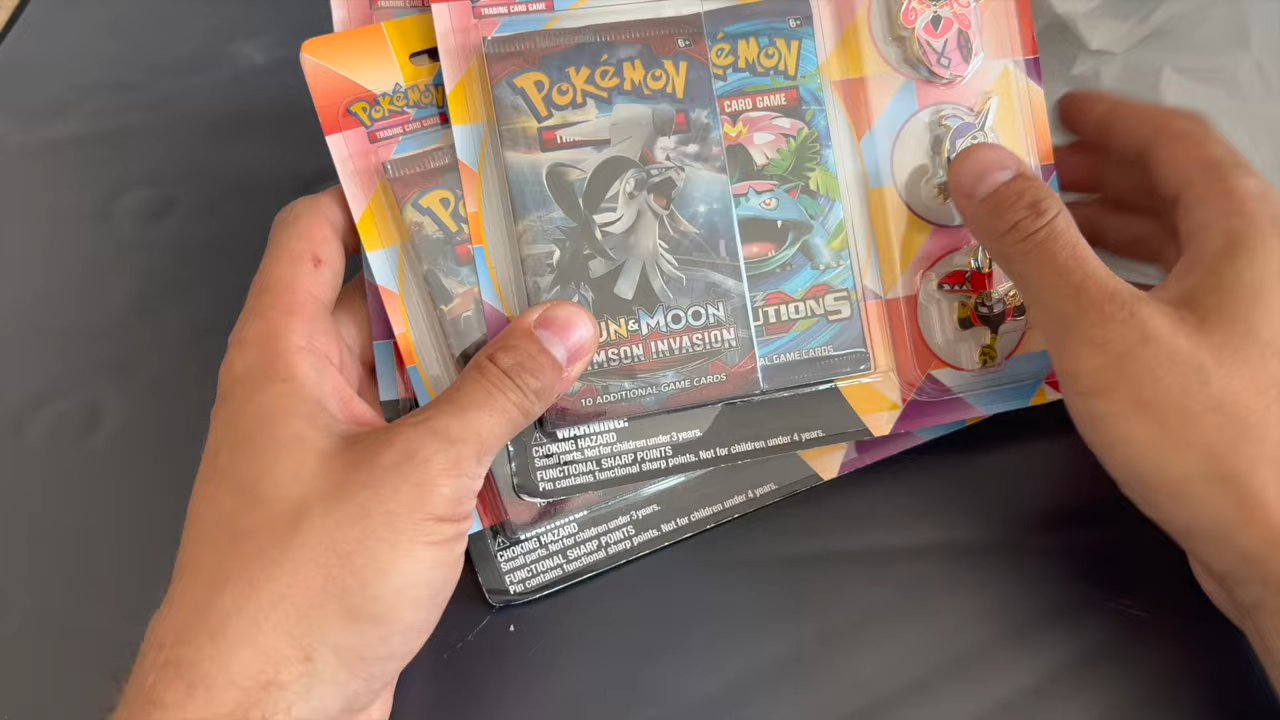 TRADING CARD GAME
TRADING CARD GAME
POKÉMON
TRADING CARD GAME
6+
POKÉMON
6+
ÉMON
CARD GAME
UN & MOON
MSON INVASION
10 ADDITIONAL GAME CARDS
UTIONS
AL GAME CARDS
WARNING:
CHOKING HAZARD
Small parts. Not for children under 3 years.
FUNCTIONAL SHARP POINTS
Pin contains functional sharp points. Not for children under 4 years.
CHOKING HAZARD
Small parts. Not for children under 3 years.
FUNCTIONAL SHARP POINTS
Pin contains functional sharp points. Not for children under 4 years.